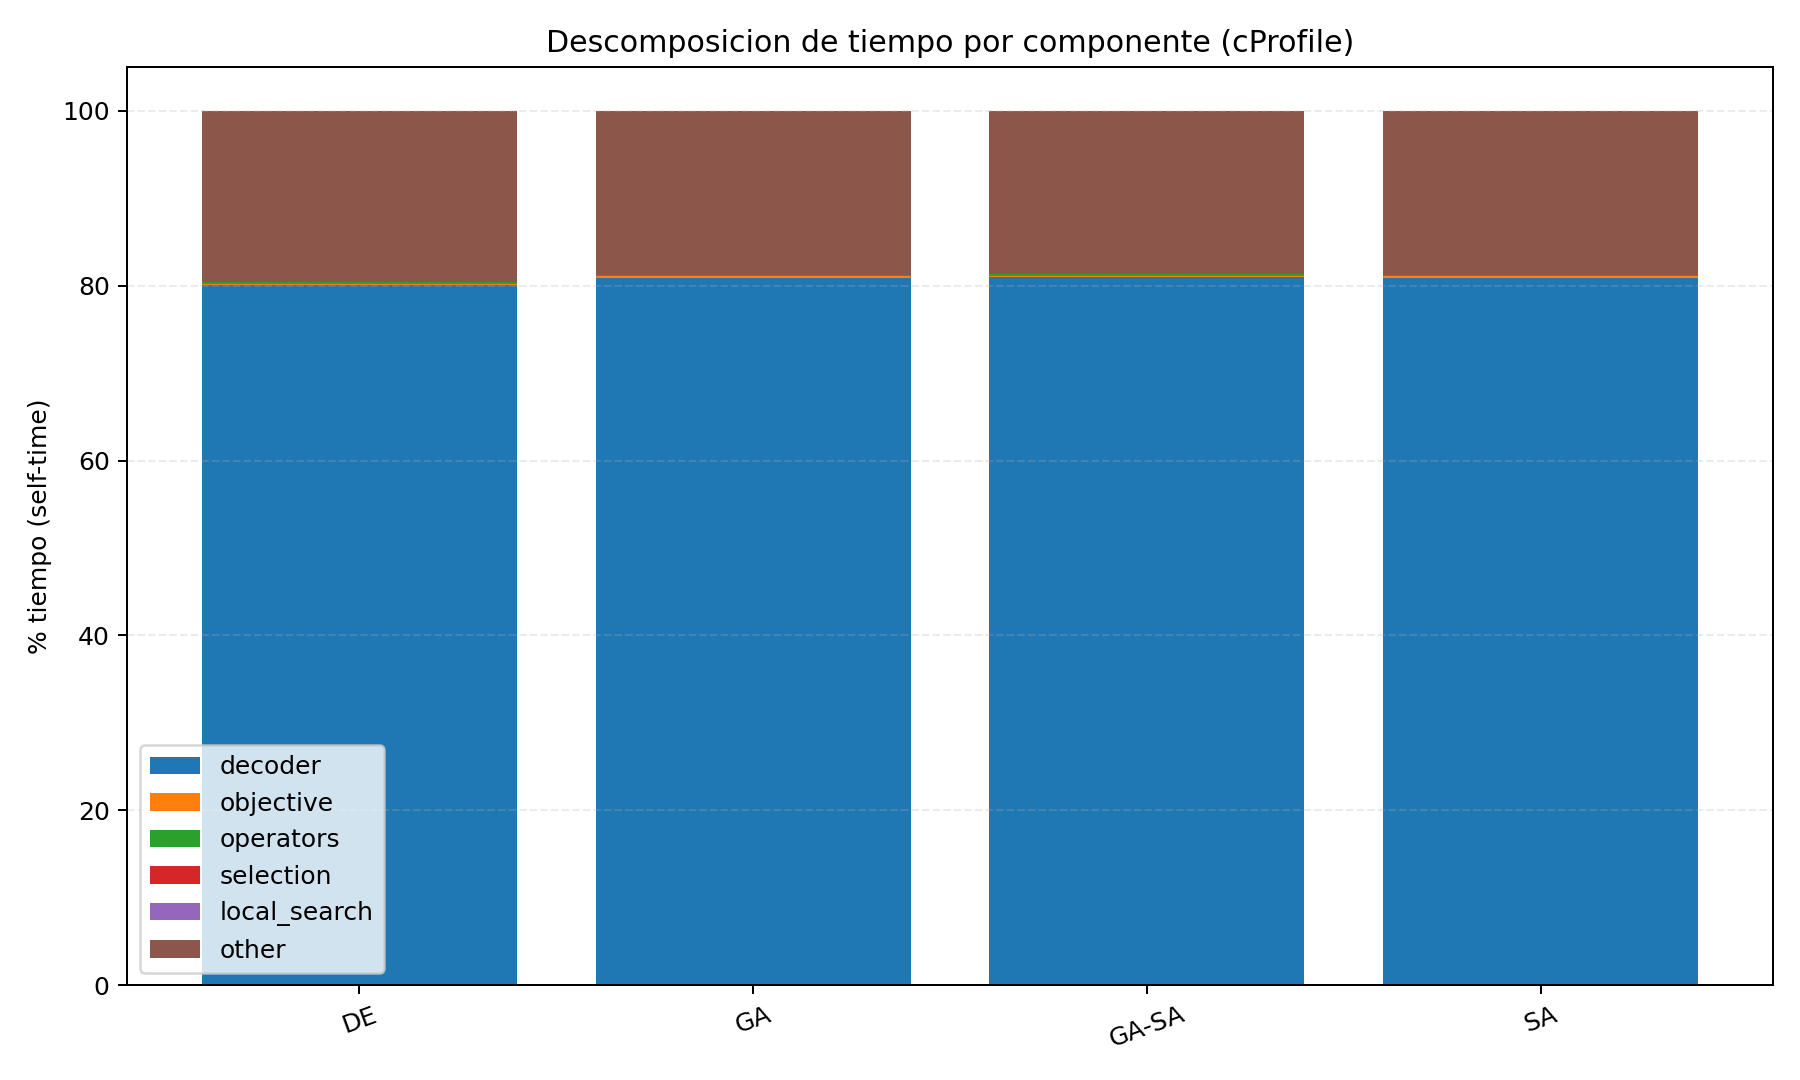 Descomposicion de tiempo por componente (cProfile)
% tiempo (self-time)
100
80
60
40
20
0
decoder
objective
operators
selection
local_search
other
DE
GA
GA-SA
SA